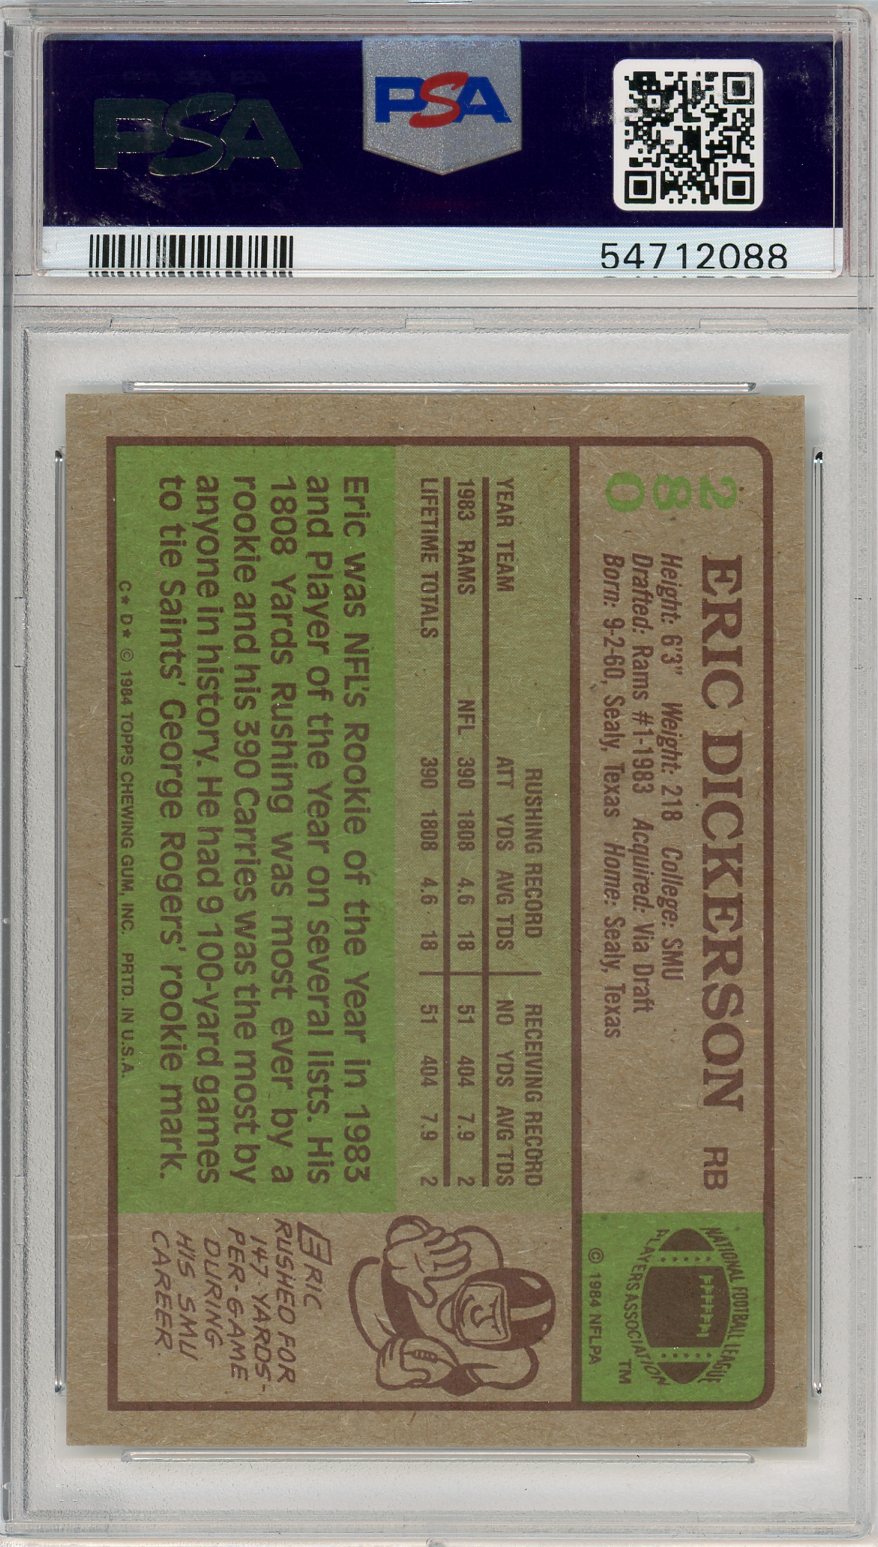 PSA
PSA
54712088
280
ERIC DICKERSON RB
Height: 6'3" Weight: 218 College: SMU
Drafted: Rams #1-1983 Acquired: Via Draft
Born: 9-2-60, Sealy, Texas Home: Sealy, Texas
NATIONAL FOOTBALL LEAGUE
PLAYERS ASSOCIATION
TM
© 1984 NFLPA
RUSHING RECORD RECEIVING RECORD
YEAR TEAM ATT YDS AVG TDS NO YDS AVG TDS
1983 RAMS NFL 390 1808 4.6 18 51 404 7.9 2
LIFETIME TOTALS 390 1808 4.6 18 51 404 7.9 2
Eric was NFL's Rookie of the Year in 1983
and Player of the Year on several lists. His
1808 Yards Rushing was most ever by a
rookie and his 390 Carries was the most by
anyone in history. He had 9 100-yard games
to tie Saints' George Rogers' rookie mark.
ERIC
RUSHED FOR
147-YARDS-
PER-GAME
DURING
HIS SMU
CAREER
C* D* © 1984 TOPPS CHEWING GUM, INC. PRTD. IN U.S.A.